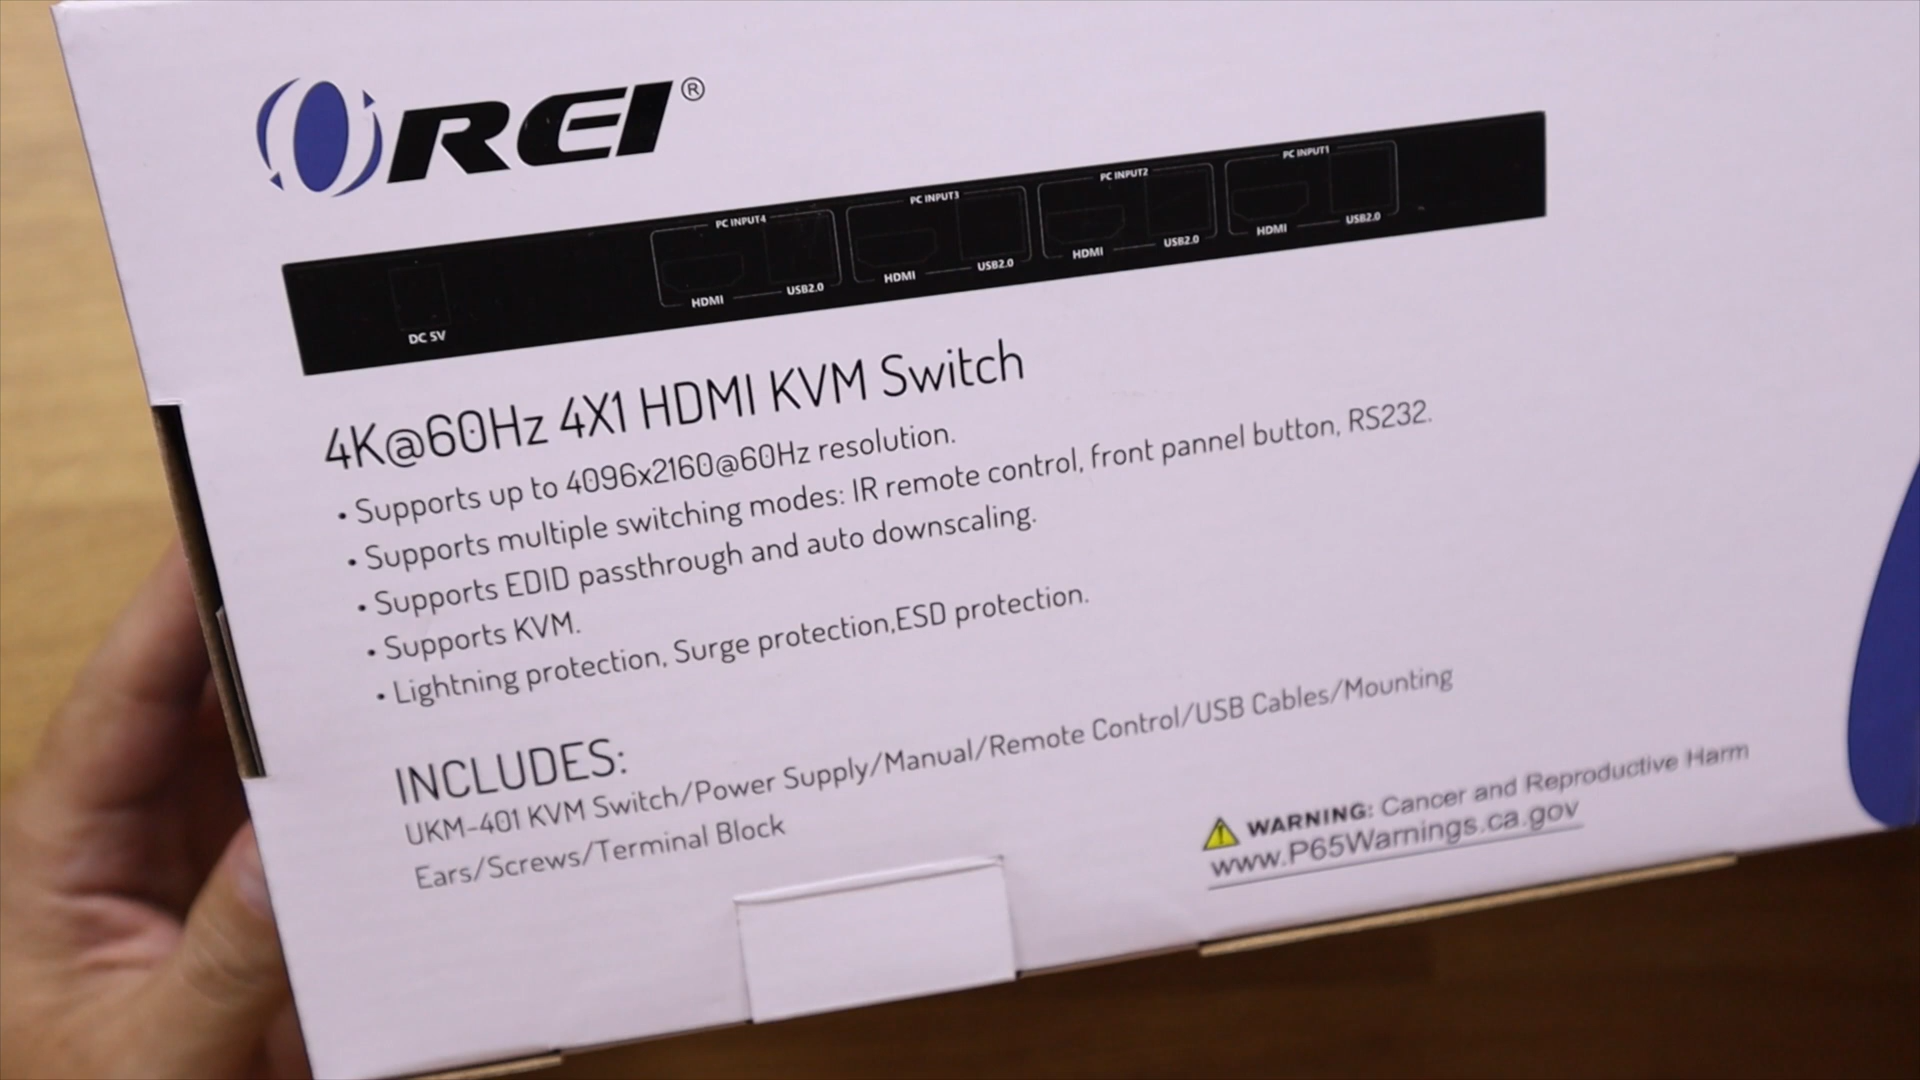 OREI®
PC INPUT4 PC INPUT3 PC INPUT2 PC INPUT1
DC 5V HDMI USB2.0 HDMI USB2.0 HDMI USB2.0 HDMI USB2.0
4K@60Hz 4X1 HDMI KVM Switch
• Supports up to 4096x2160@60Hz resolution.
• Supports multiple switching modes: IR remote control, front pannel button, RS232.
• Supports EDID passthrough and auto downscaling.
• Supports KVM.
• Lightning protection, Surge protection,ESD protection.
INCLUDES:
UKM-401 KVM Switch/Power Supply/Manual/Remote Control/USB Cables/Mounting
Ears/Screws/Terminal Block
WARNING: Cancer and Reproductive Harm
www.P65Warnings.ca.gov